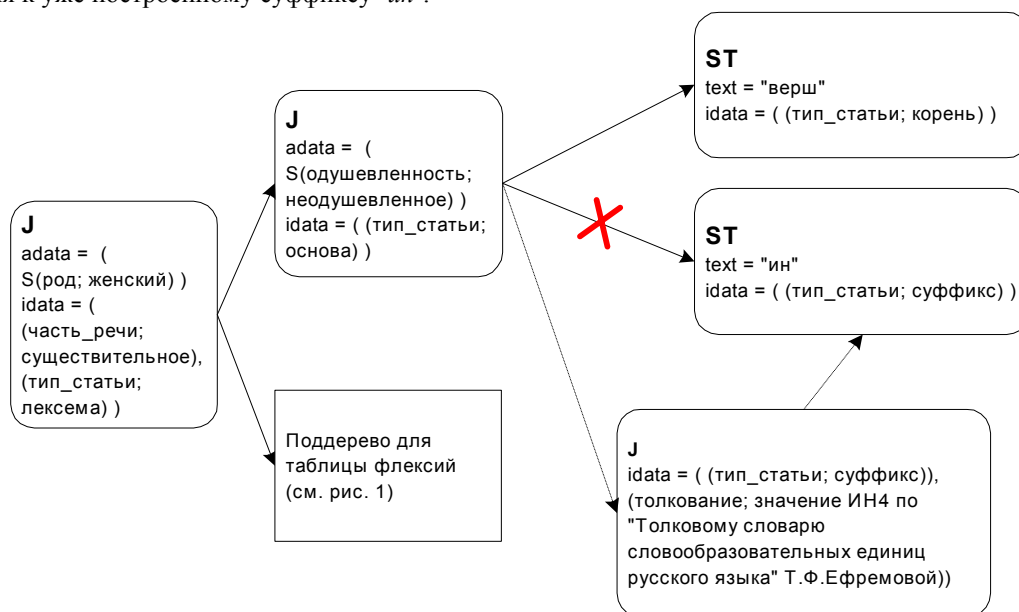 к уже построенному суффиксу "ин".
ST
text = "верш"
idata = ( (тип_статьи; корень) )
J
adata = (
S(одушевленность;
неодушевленное) )
idata = ( (тип_статьи;
основа) )
ST
text = "ин"
idata = ( (тип_статьи; суффикс) )
J
adata = (
S(род; женский) )
idata = (
(часть_речи;
существительное),
(тип_статьи;
лексема) )
Поддерево для
таблицы флексий
(см. рис. 1)
J
idata = ( (тип_статьи; суффикс)),
(толкование; значение ИН4 по
"Толковому словарю
словообразовательных единиц
русского языка" Т.Ф.Ефремовой))